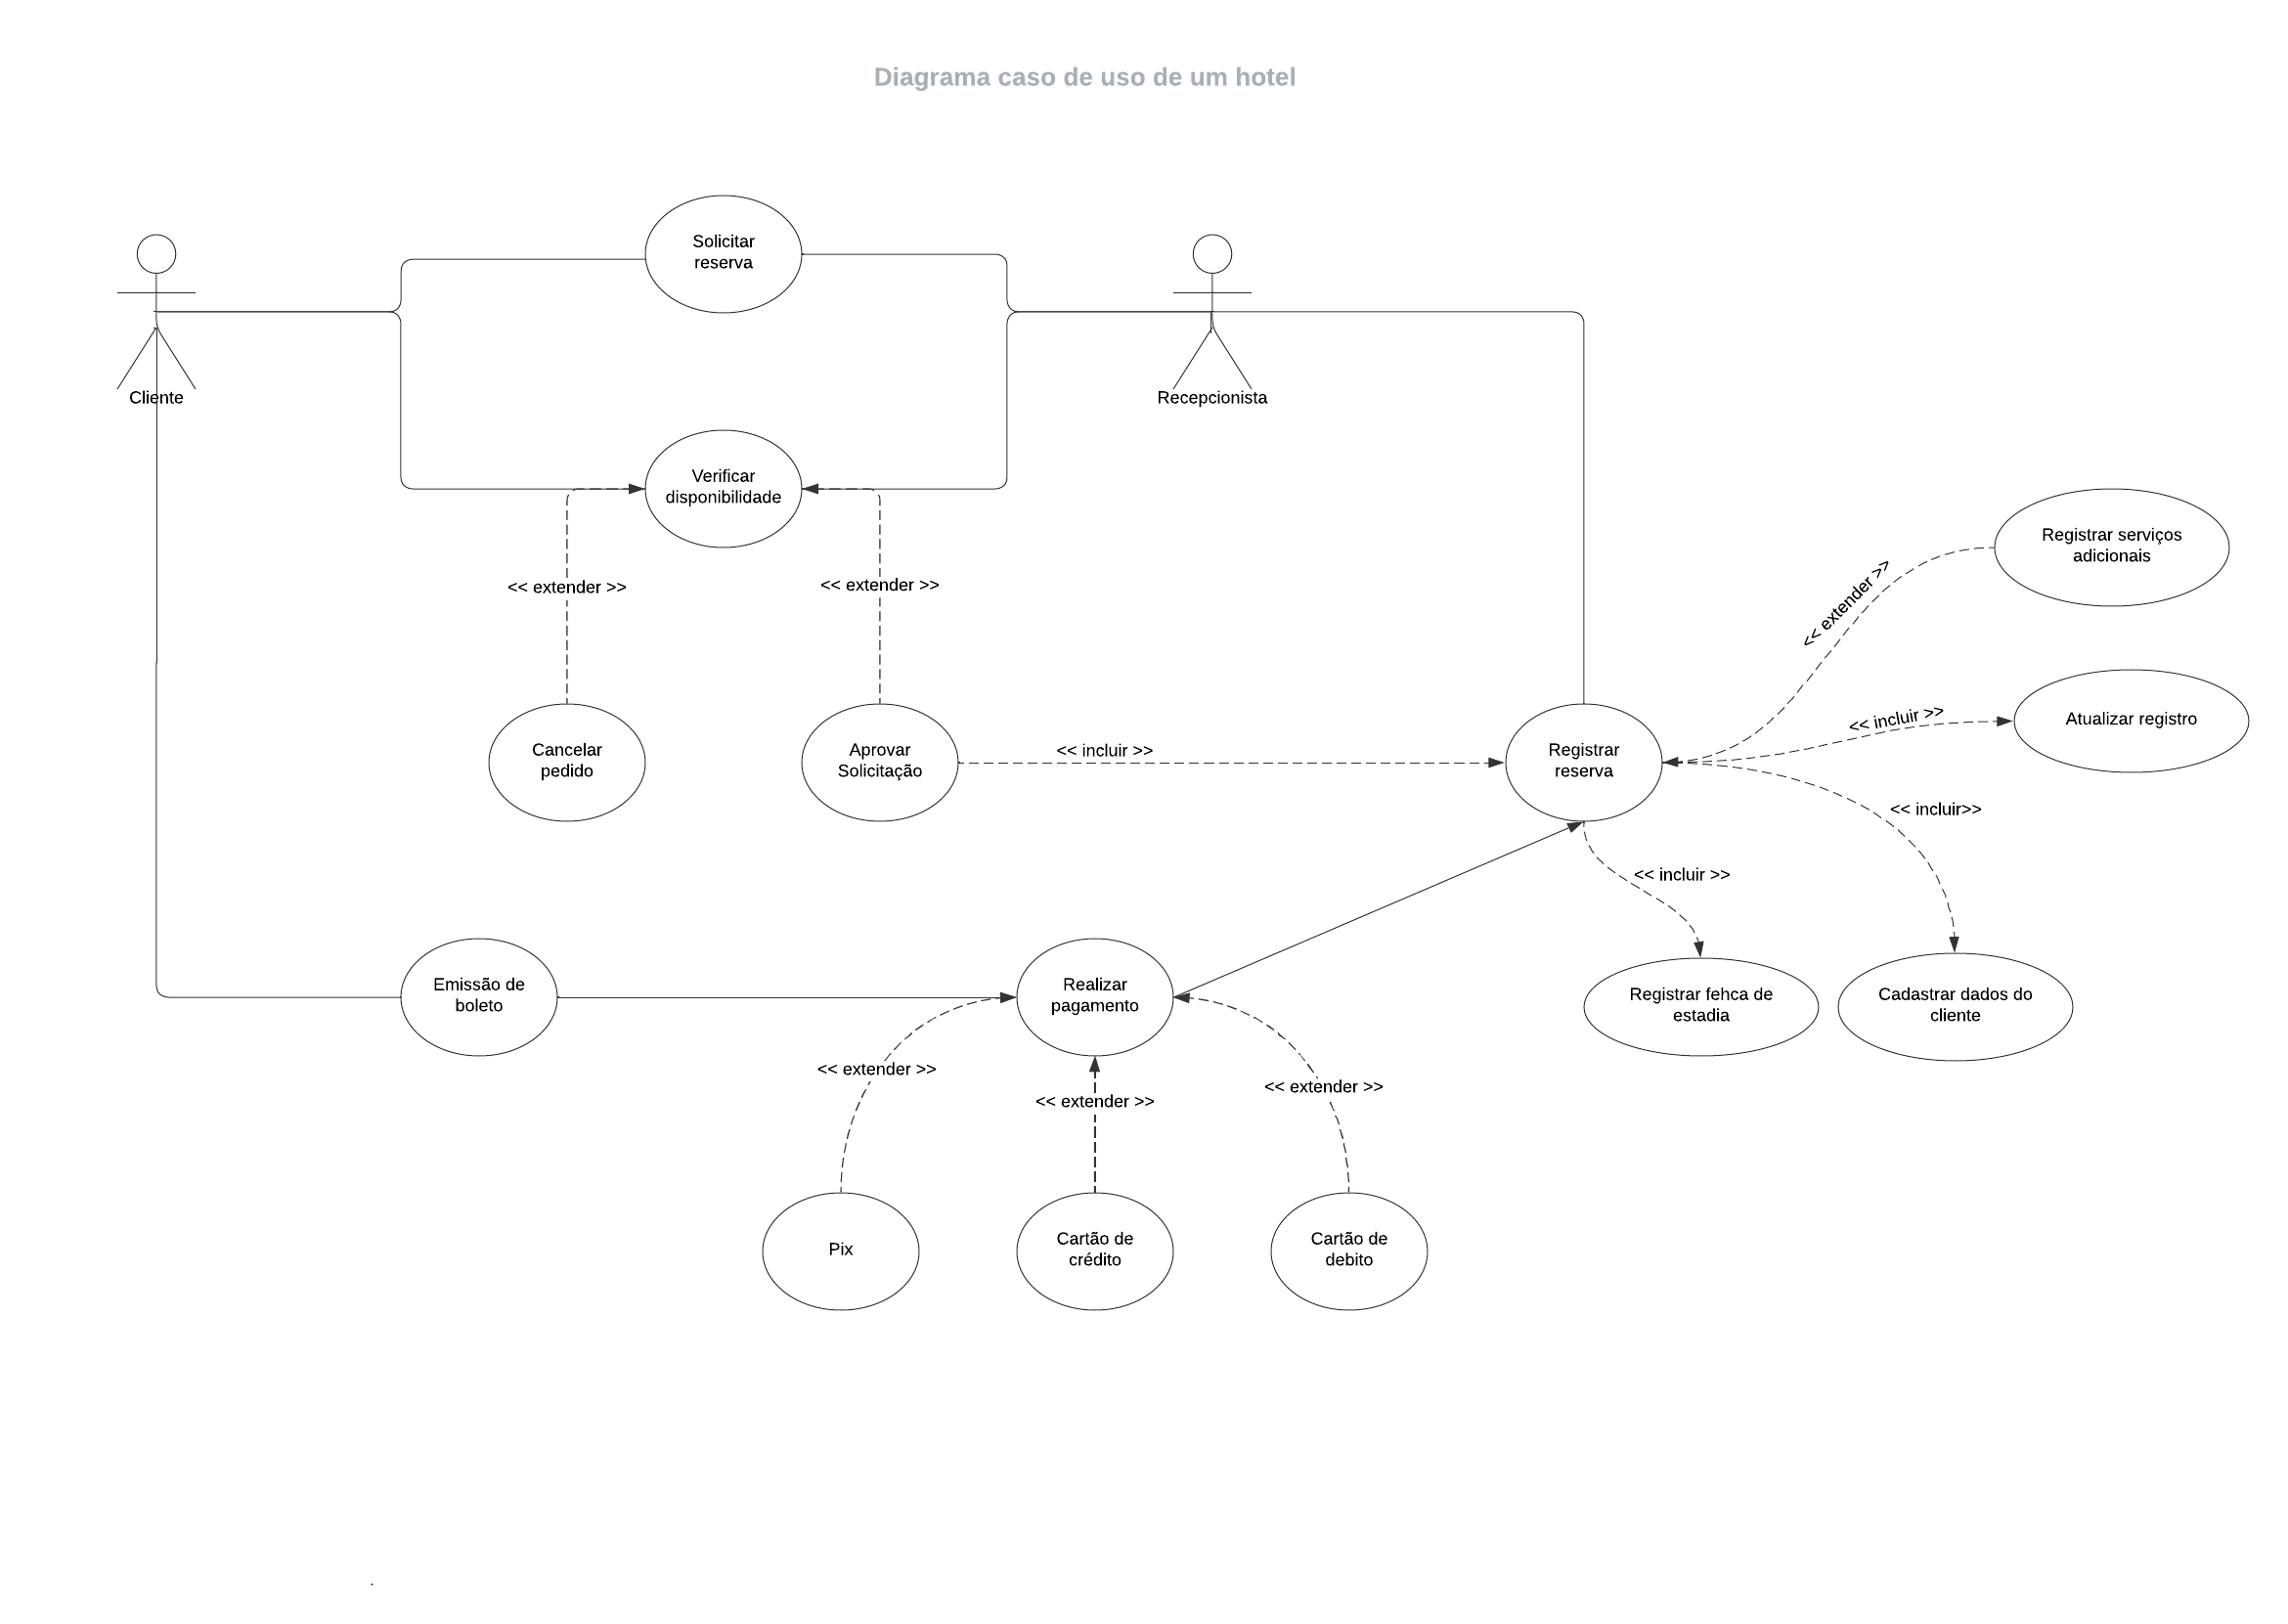 Diagrama caso de uso de um hotel
Solicitar
reserva
Cliente
Recepcionista
Verificar
disponibilidade
Registrar serviços
adicionais
<< extender >>
<< extender >>
<< extender >>
<< incluir >>
Atualizar registro
Cancelar
pedido
Aprovar
Solicitação
<< incluir >>
Registrar
reserva
<< incluir>>
<< incluir >>
Emissão de
boleto
Realizar
pagamento
Registrar fehca de
estadia
Cadastrar dados do
cliente
<< extender >>
<< extender >>
<< extender >>
Pix
Cartão de
crédito
Cartão de
debito